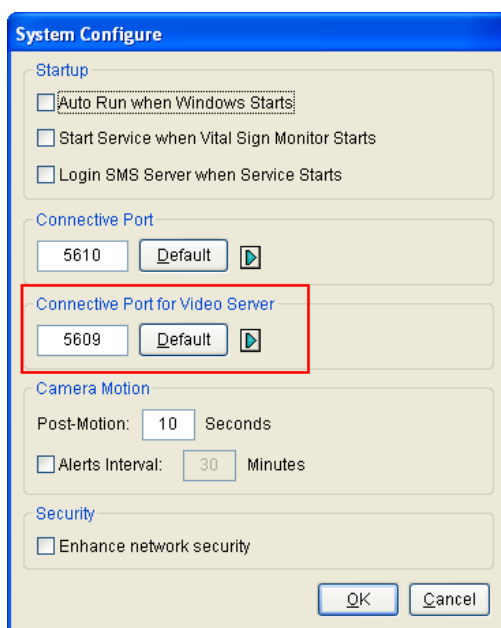 System Configure
Startup
Auto Run when Windows Starts
Start Service when Vital Sign Monitor Starts
Login SMS Server when Service Starts
Connective Port
5610 Default
Connective Port for Video Server
5609 Default
Camera Motion
Post-Motion: 10 Seconds
Alerts Interval: 30 Minutes
Security
Enhance network security
OK Cancel